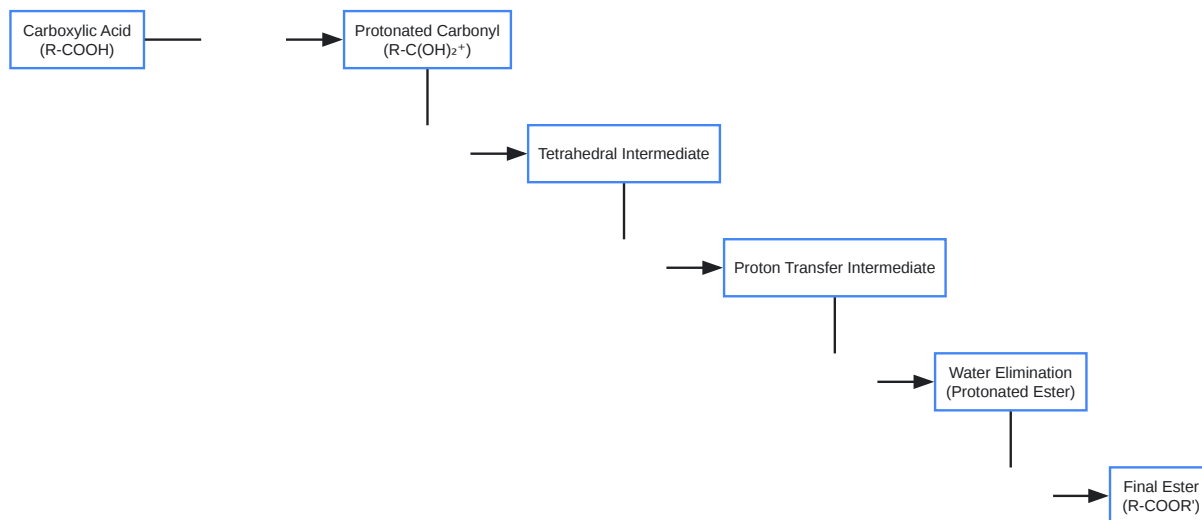 Carboxylic Acid
(R-COOH)
Protonated Carbonyl
(R-C(OH)₂⁺)
Tetrahedral Intermediate
Proton Transfer Intermediate
Water Elimination
(Protonated Ester)
Final Ester
(R-COOR')